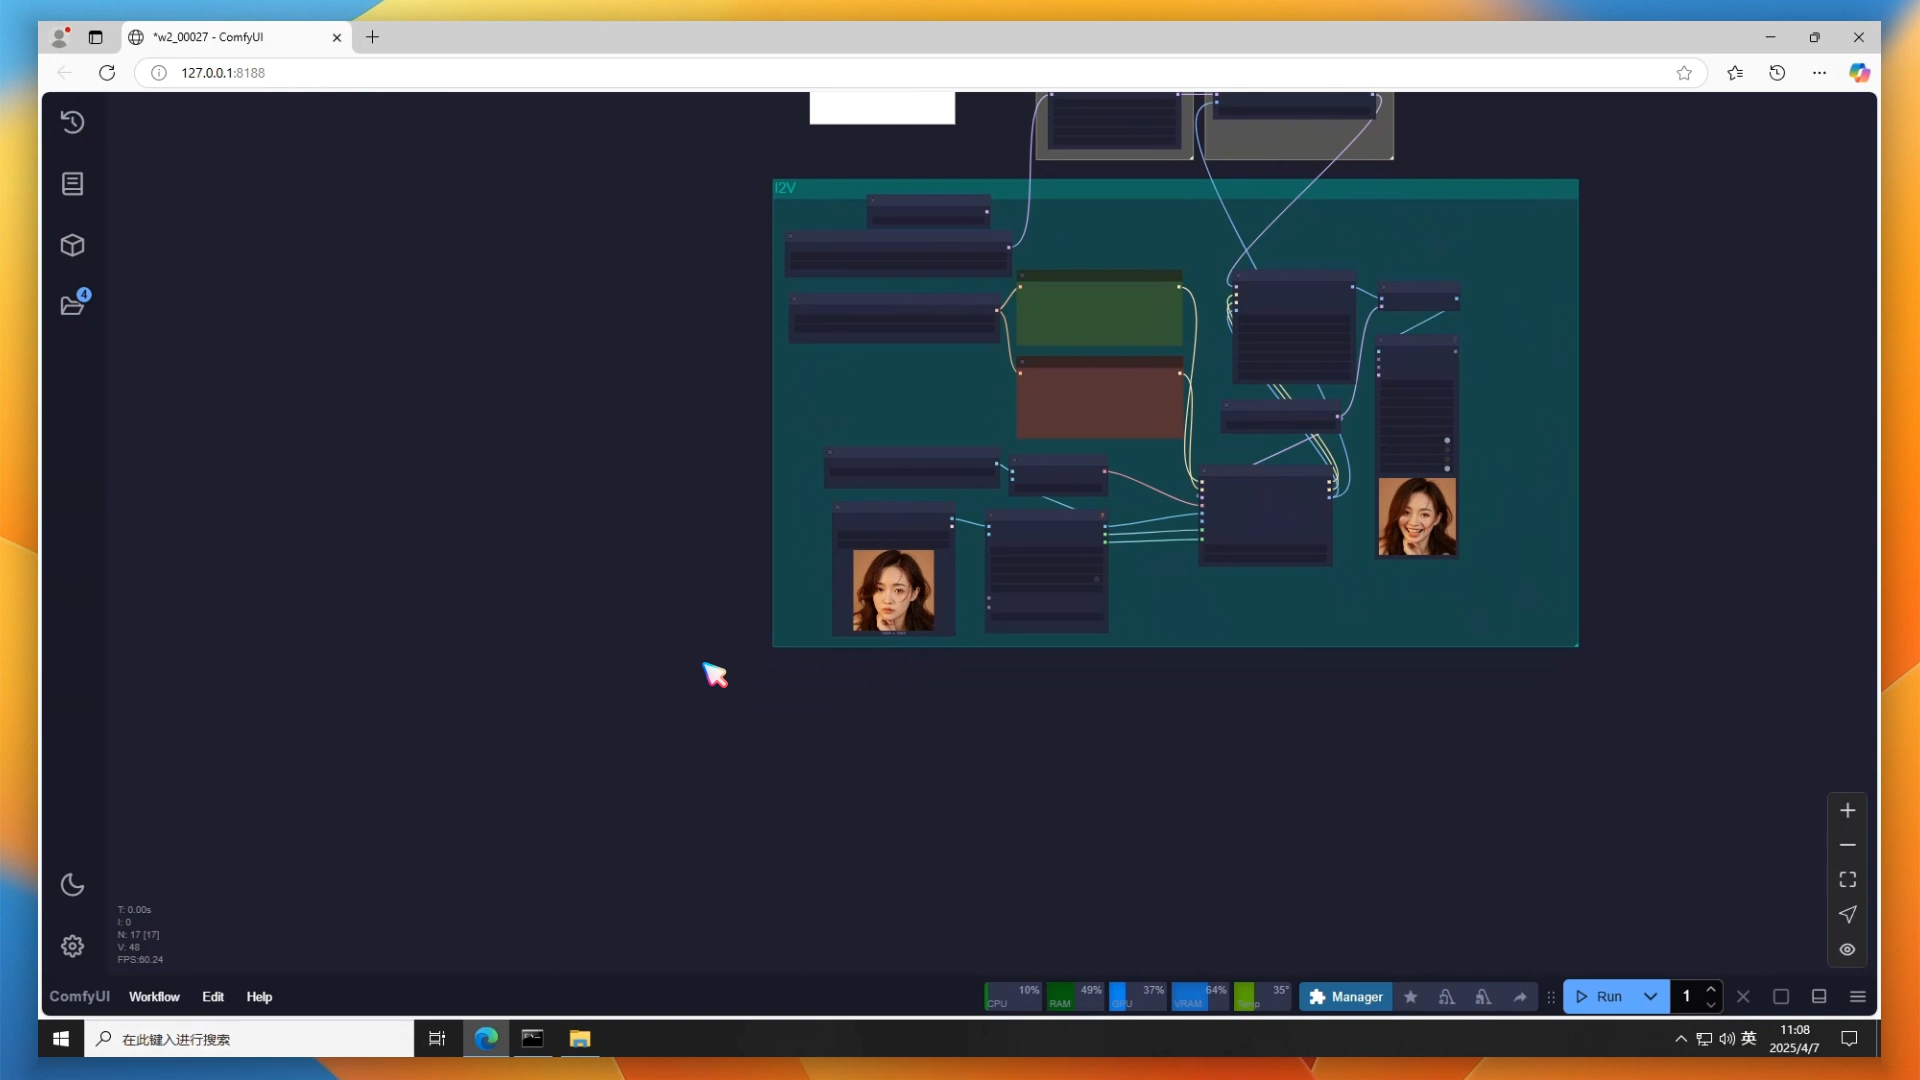 *w2_00027 - ComfyUI
127.0.0.1:8188
4
I2V
T: 0.00s
I: 0
N: 17 [17]
V: 48
FPS:60.24
ComfyUI
Workflow
Edit
Help
CPU 10%
RAM 49%
GPU 37%
VRAM 64%
Temp 35°
Manager
Run
1
在此键入进行搜索
英
11:08
2025/4/7